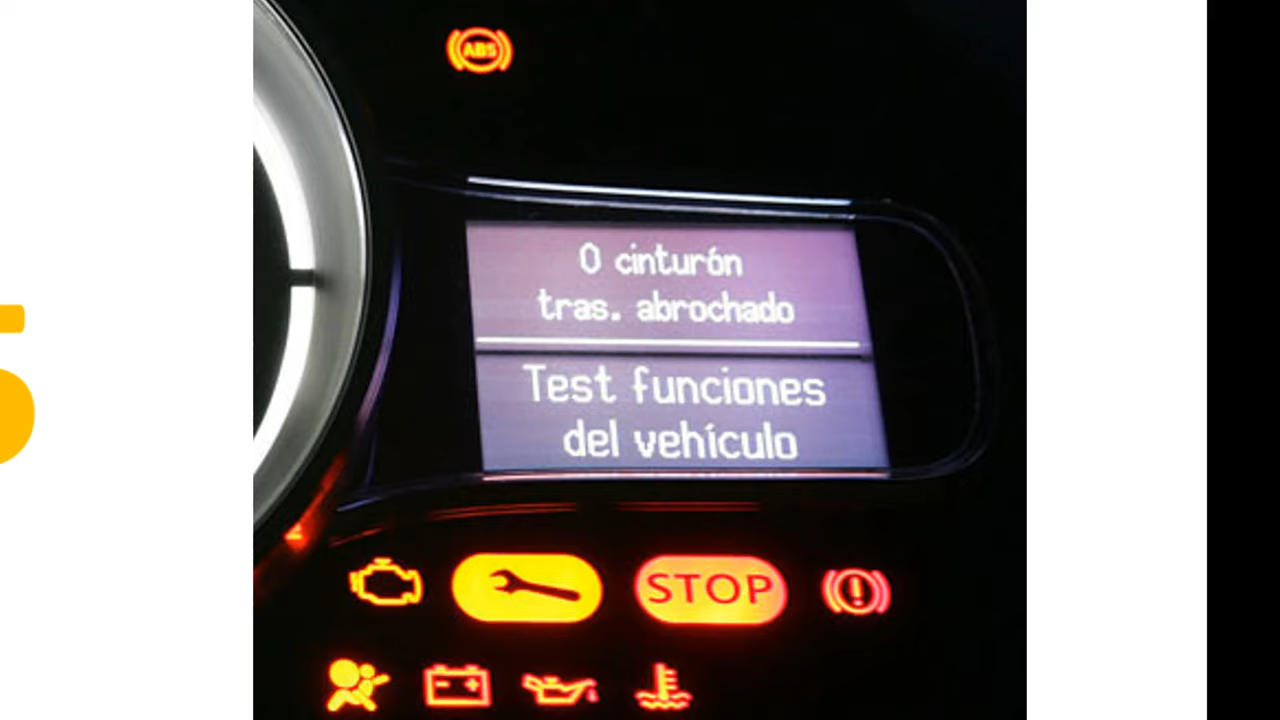 ABS
0 cinturón
tras. abrochado
Test funciones
del vehículo
STOP